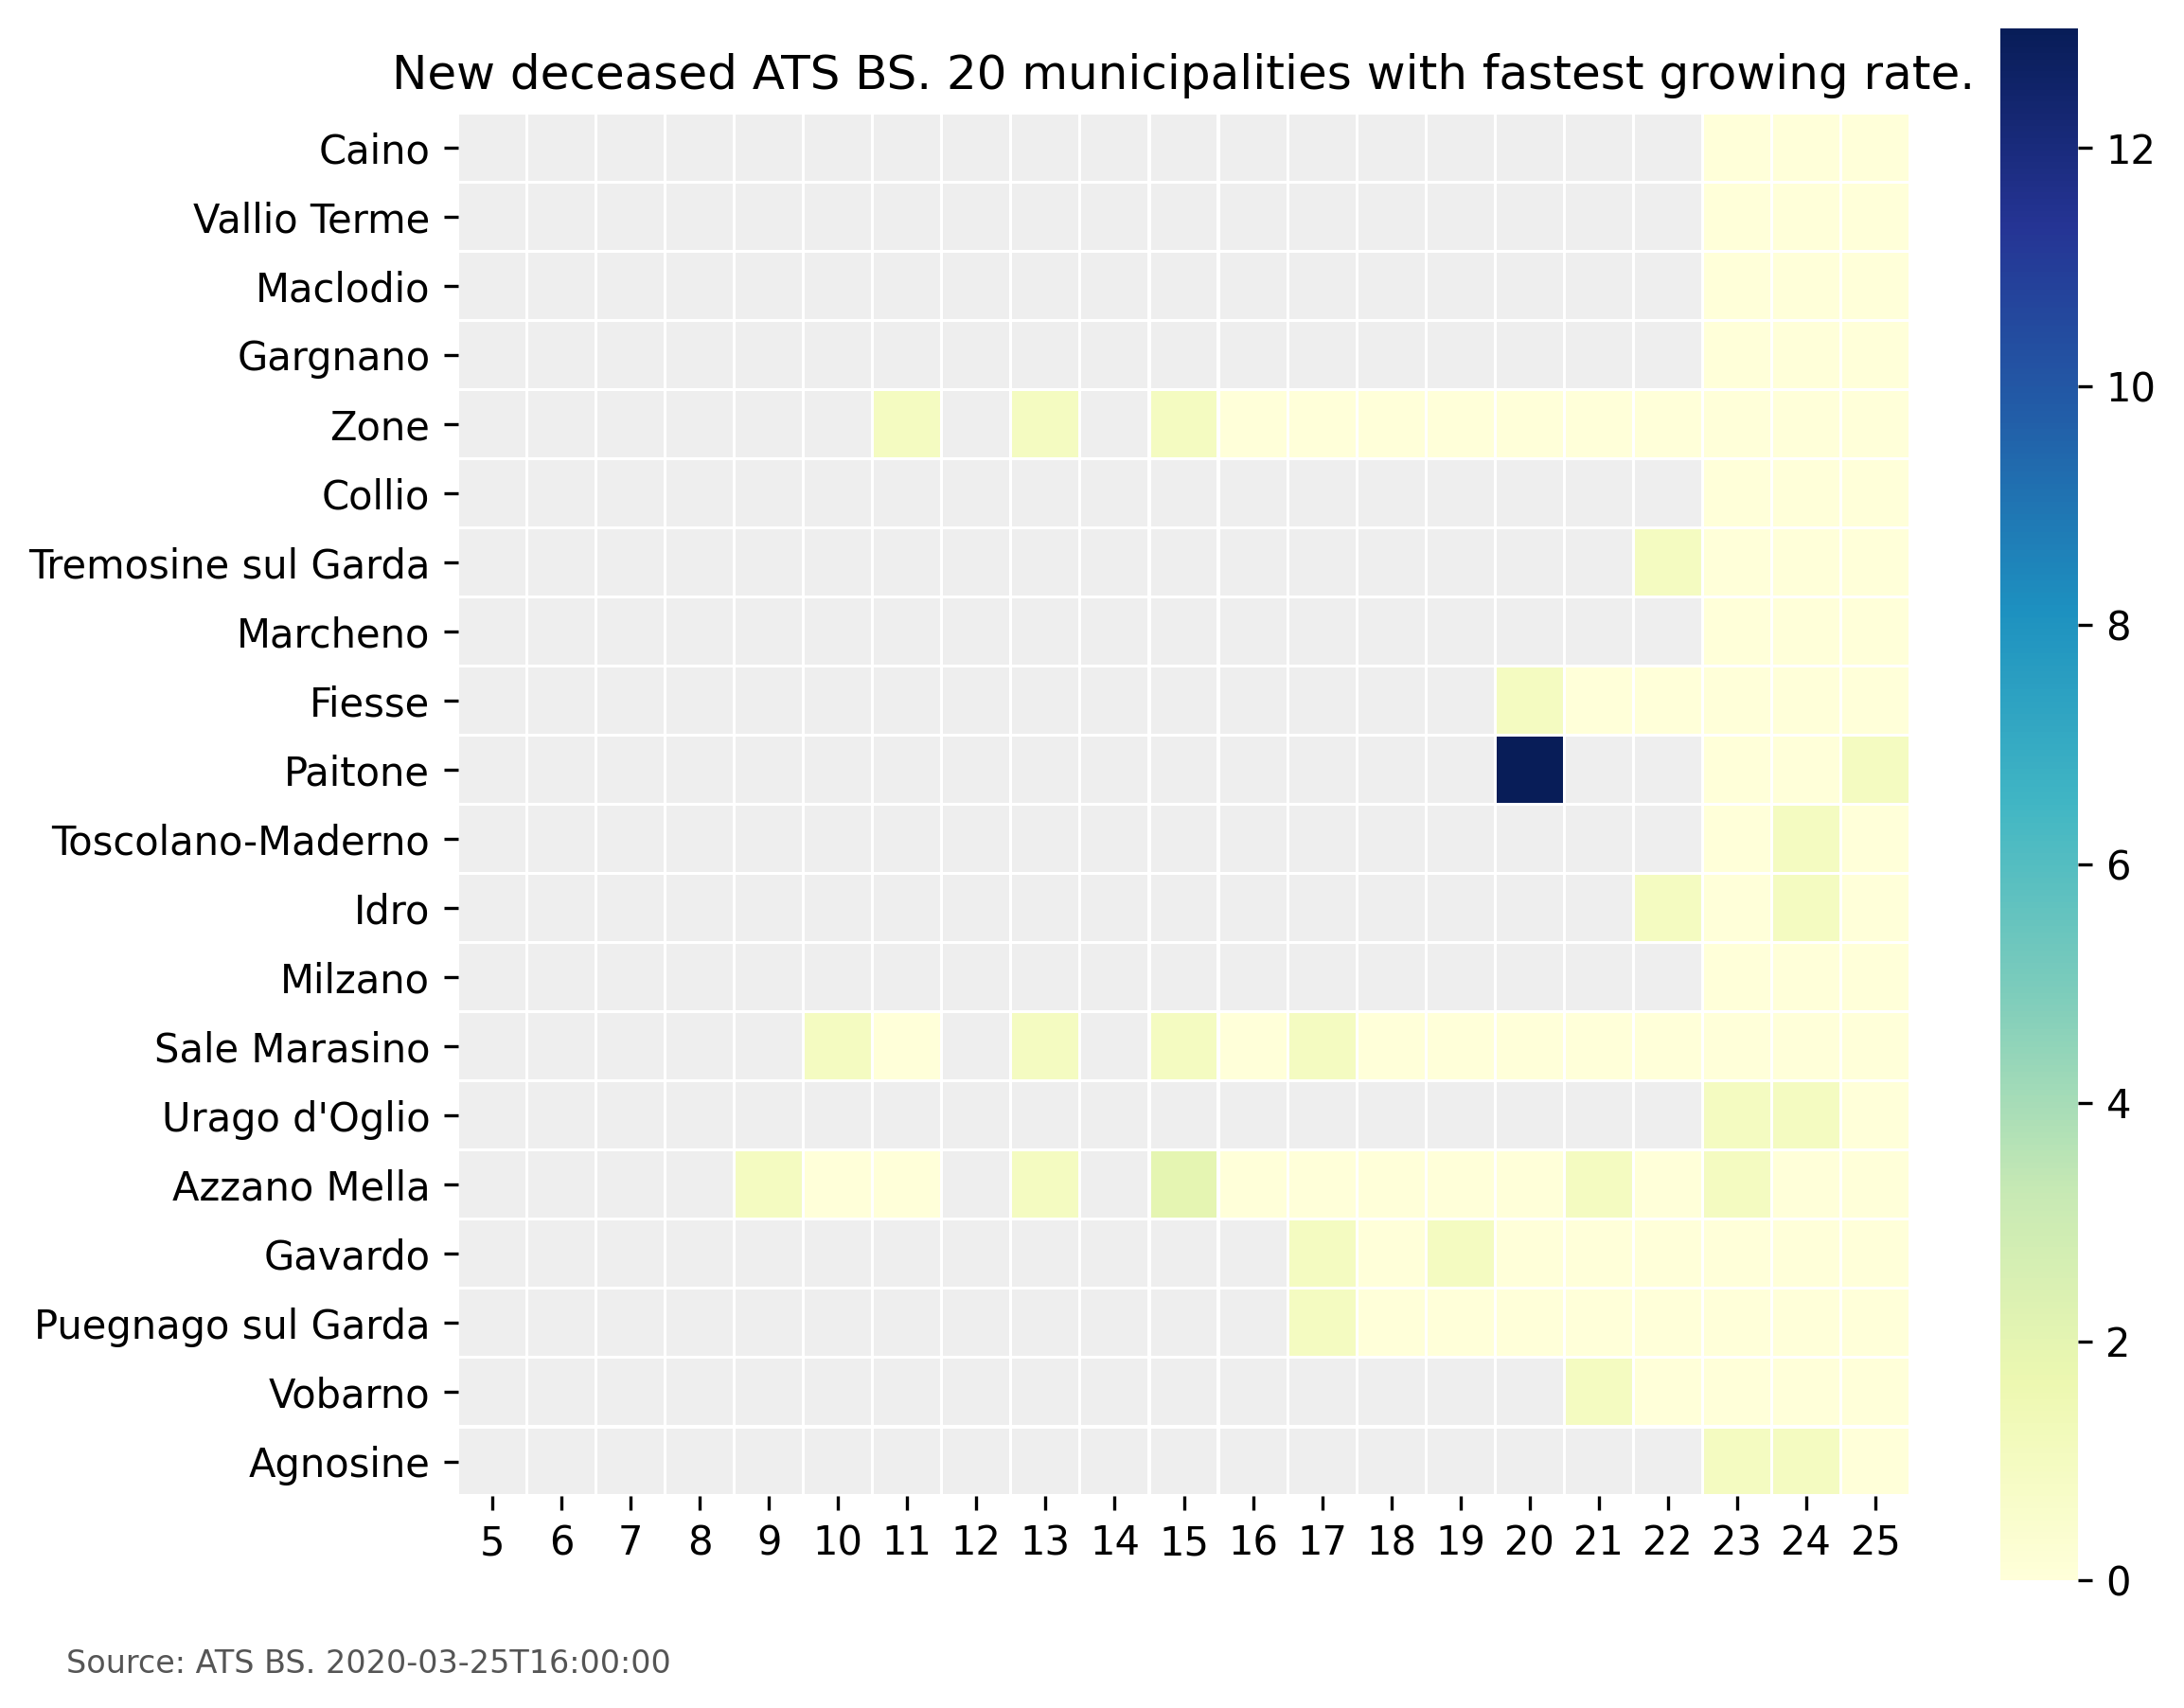 New deceased ATS BS. 20 municipalities with fastest growing rate.
Caino
Vallio Terme
Maclodio
Gargnano
Zone
Collio
Tremosine sul Garda
Marcheno
Fiesse
Paitone
Toscolano-Maderno
Idro
Milzano
Sale Marasino
Urago d'Oglio
Azzano Mella
Gavardo
Puegnago sul Garda
Vobarno
Agnosine
5 6 7 8 9 10 11 12 13 14 15 16 17 18 19 20 21 22 23 24 25
12
10
8
6
4
2
0
Source: ATS BS. 2020-03-25T16:00:00